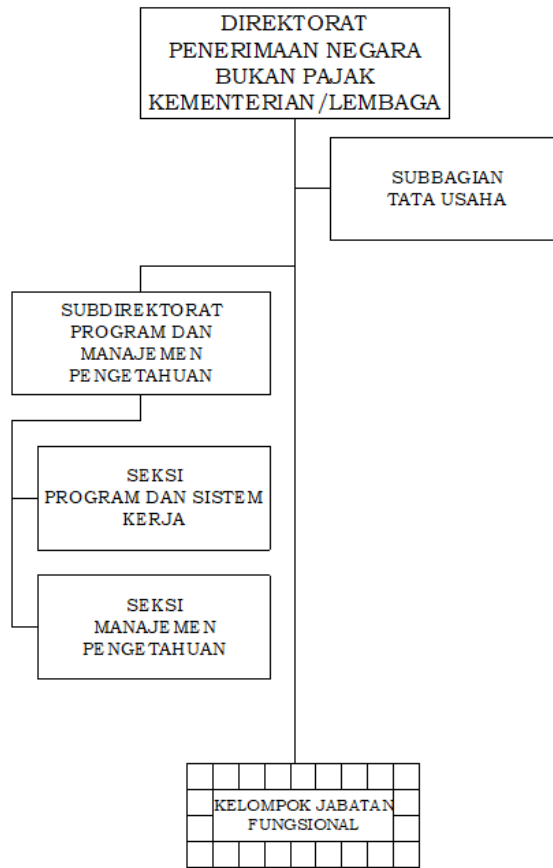 DIREKTORAT
PENERIMAAN NEGARA
BUKAN PAJAK
KEMENTERIAN/LEMBAGA
SUBBAGIAN
TATA USAHA
SUBDIREKTORAT
PROGRAM DAN
MANAJEMEN
PENGETAHUAN
SEKSI
PROGRAM DAN SISTEM
KERJA
SEKSI
MANAJEMEN
PENGETAHUAN
KELOMPOK JABATAN
FUNGSIONAL